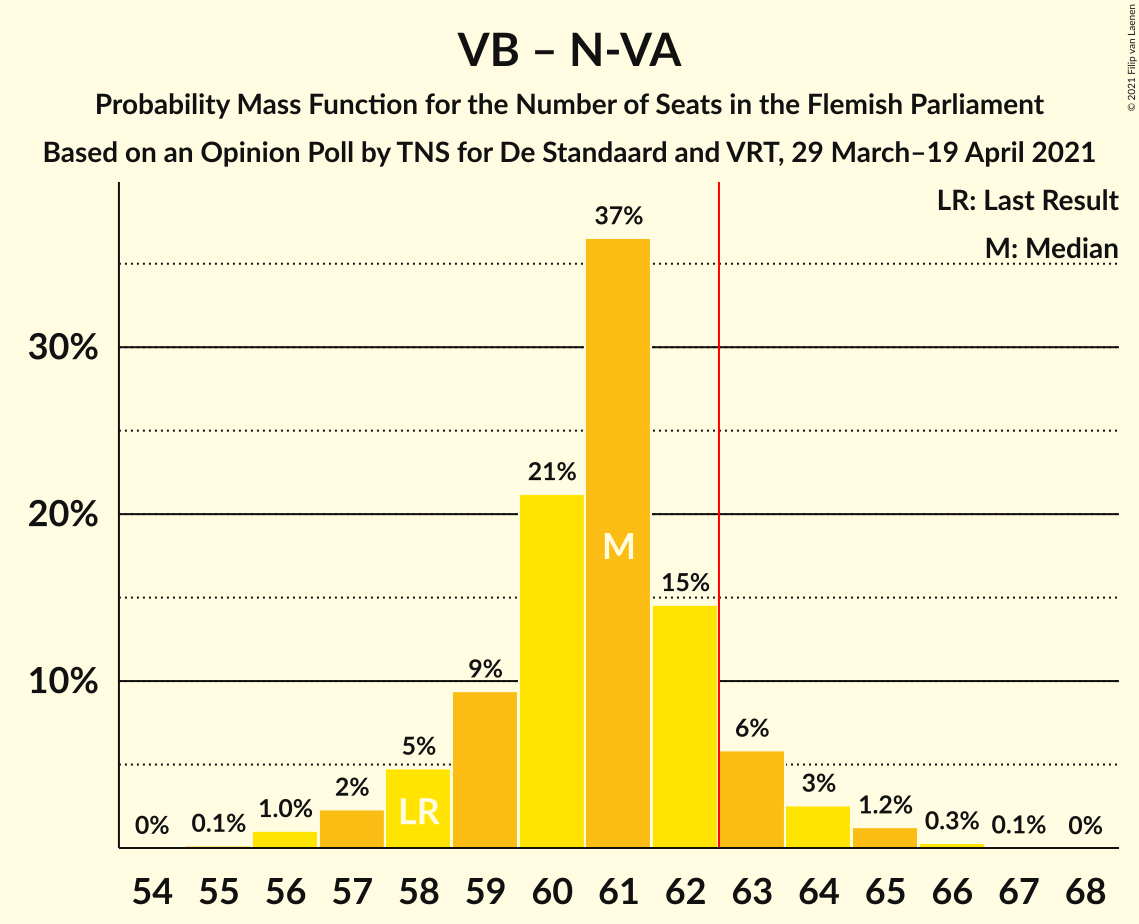 VB – N-VA
Probability Mass Function for the Number of Seats in the Flemish Parliament
Based on an Opinion Poll by TNS for De Standaard and VRT, 29 March–19 April 2021
© 2021 Filip van Laenen
LR: Last Result
M: Median
37%
30%
21%
20%
M
15%
10%
9%
6%
5%
3%
2%
LR
1.2%
1.0%
0.3%
0.1%
0.1%
0%
0%
54 55 56 57 58 59 60 61 62 63 64 65 66 67 68